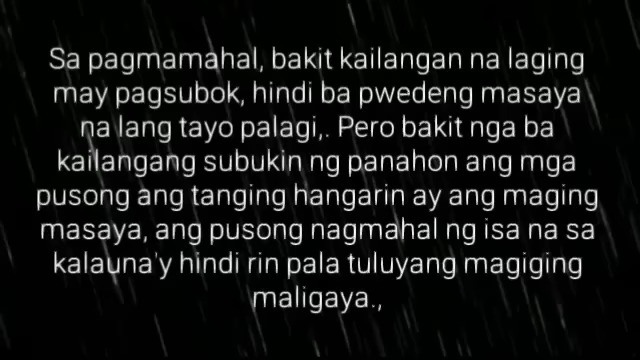 Sa pagmamahal, bakit kailangan na laging
may pagsubok, hindi ba pwedeng masaya
na lang tayo palagi,. Pero bakit nga ba
kailangang subukin ng panahon ang mga
pusong ang tanging hangarin ay ang maging
masaya, ang pusong nagmahal ng isa na sa
kalauna'y hindi rin pala tuluyang magiging
maligaya.,